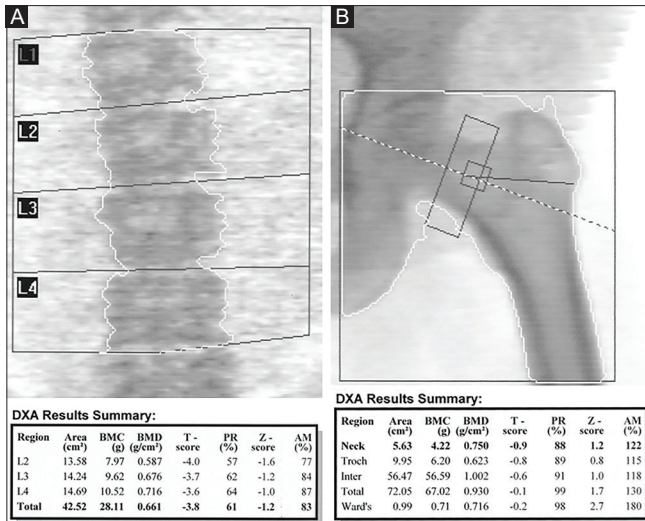 A
L1
L2
L3
L4
DXA Results Summary:
Region Area (cm²) BMC (g) BMD (g/cm²) T - score PR (%) Z - score AM (%)
L2 13.58 7.97 0.587 -4.0 57 -1.6 77
L3 14.24 9.62 0.676 -3.7 62 -1.2 84
L4 14.69 10.52 0.716 -3.6 64 -1.0 87
Total 42.52 28.11 0.661 -3.8 61 -1.2 83
B
DXA Results Summary:
Region Area (cm²) BMC (g) BMD (g/cm²) T - score PR (%) Z - score AM (%)
Neck 5.63 4.22 0.750 -0.9 88 1.2 122
Troch 9.95 6.20 0.623 -0.8 89 0.8 115
Inter 56.47 56.59 1.002 -0.6 91 1.0 118
Total 72.05 67.02 0.930 -0.1 99 1.7 130
Ward's 0.99 0.71 0.716 -0.2 98 2.7 180